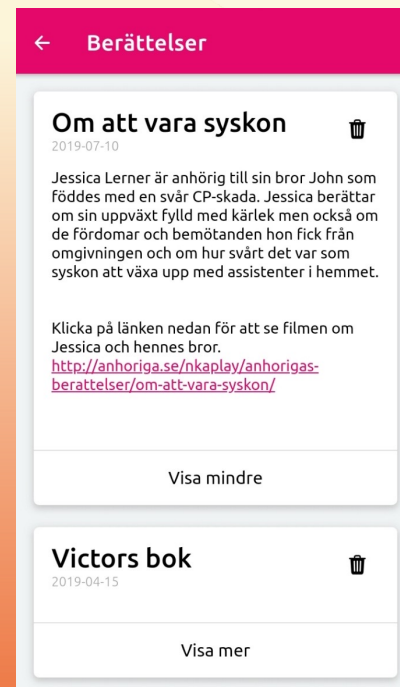 Berättelser
Om att vara syskon
2019-07-10
Jessica Lerner är anhörig till sin bror John som
föddes med en svår CP-skada. Jessica berättar
om sin uppväxt fylld med kärlek men också om
de fördomar och bemötanden hon fick från
omgivningen och om hur svårt det var som
syskon att växa upp med assistenter i hemmet.
Klicka på länken nedan för att se filmen om
Jessica och hennes bror.
http://anhoriga.se/nkaplay/anhorigas-
berattelser/om-att-vara-syskon/
Visa mindre
Victors bok
2019-04-15
Visa mer